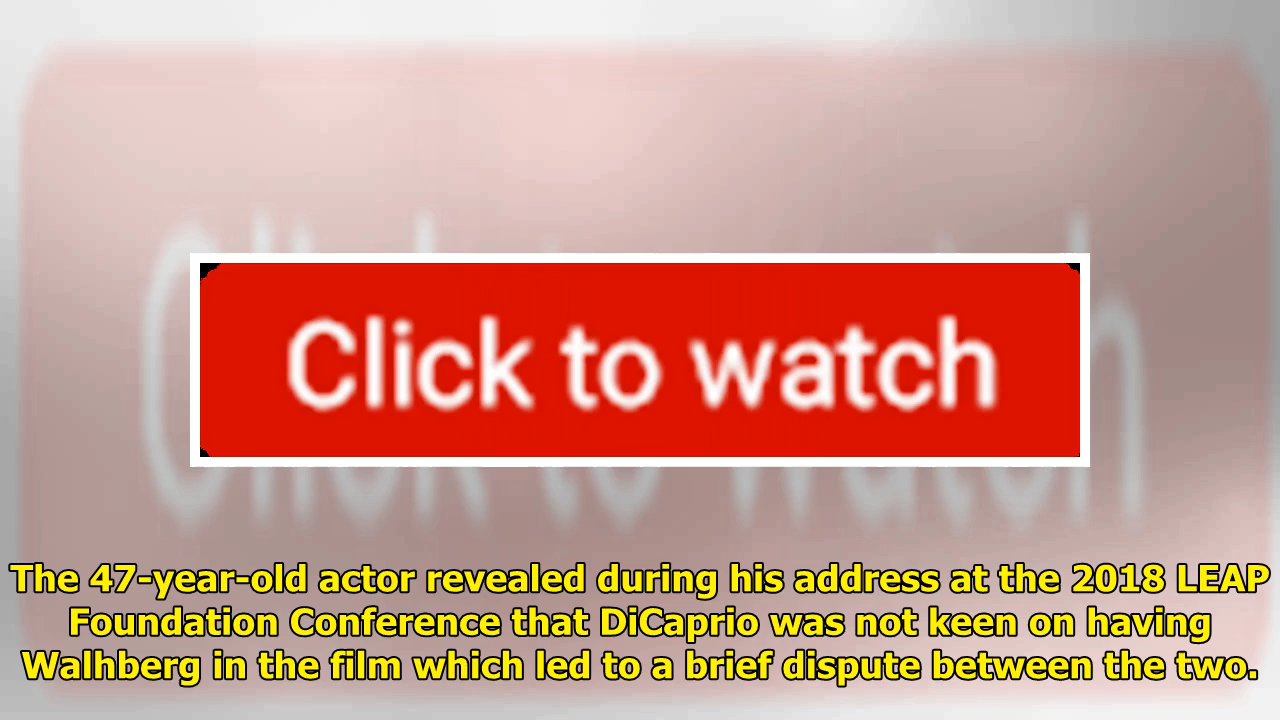 Click to watch
The 47-year-old actor revealed during his address at the 2018 LEAP
Foundation Conference that DiCaprio was not keen on having
Walhberg in the film which led to a brief dispute between the two.